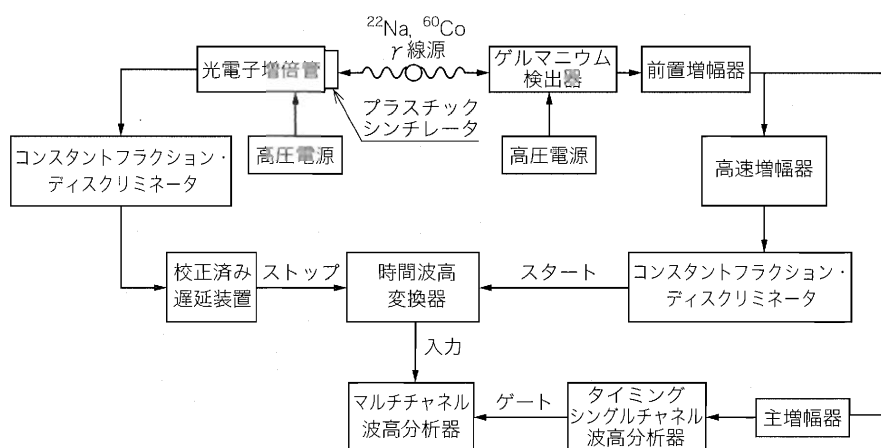 ²²Na, ⁶⁰Co
γ線源
光電子増倍管
ゲルマニウム
検出器
前置増幅器
プラスチック
シンチレータ
高圧電源
高圧電源
コンスタントフラクション・
ディスクリミネータ
高速増幅器
校正済み
遅延装置
ストップ
時間波高
変換器
スタート
コンスタントフラクション・
ディスクリミネータ
入力
マルチチャネル
波高分析器
ゲート
タイミング
シングルチャネル
波高分析器
主増幅器